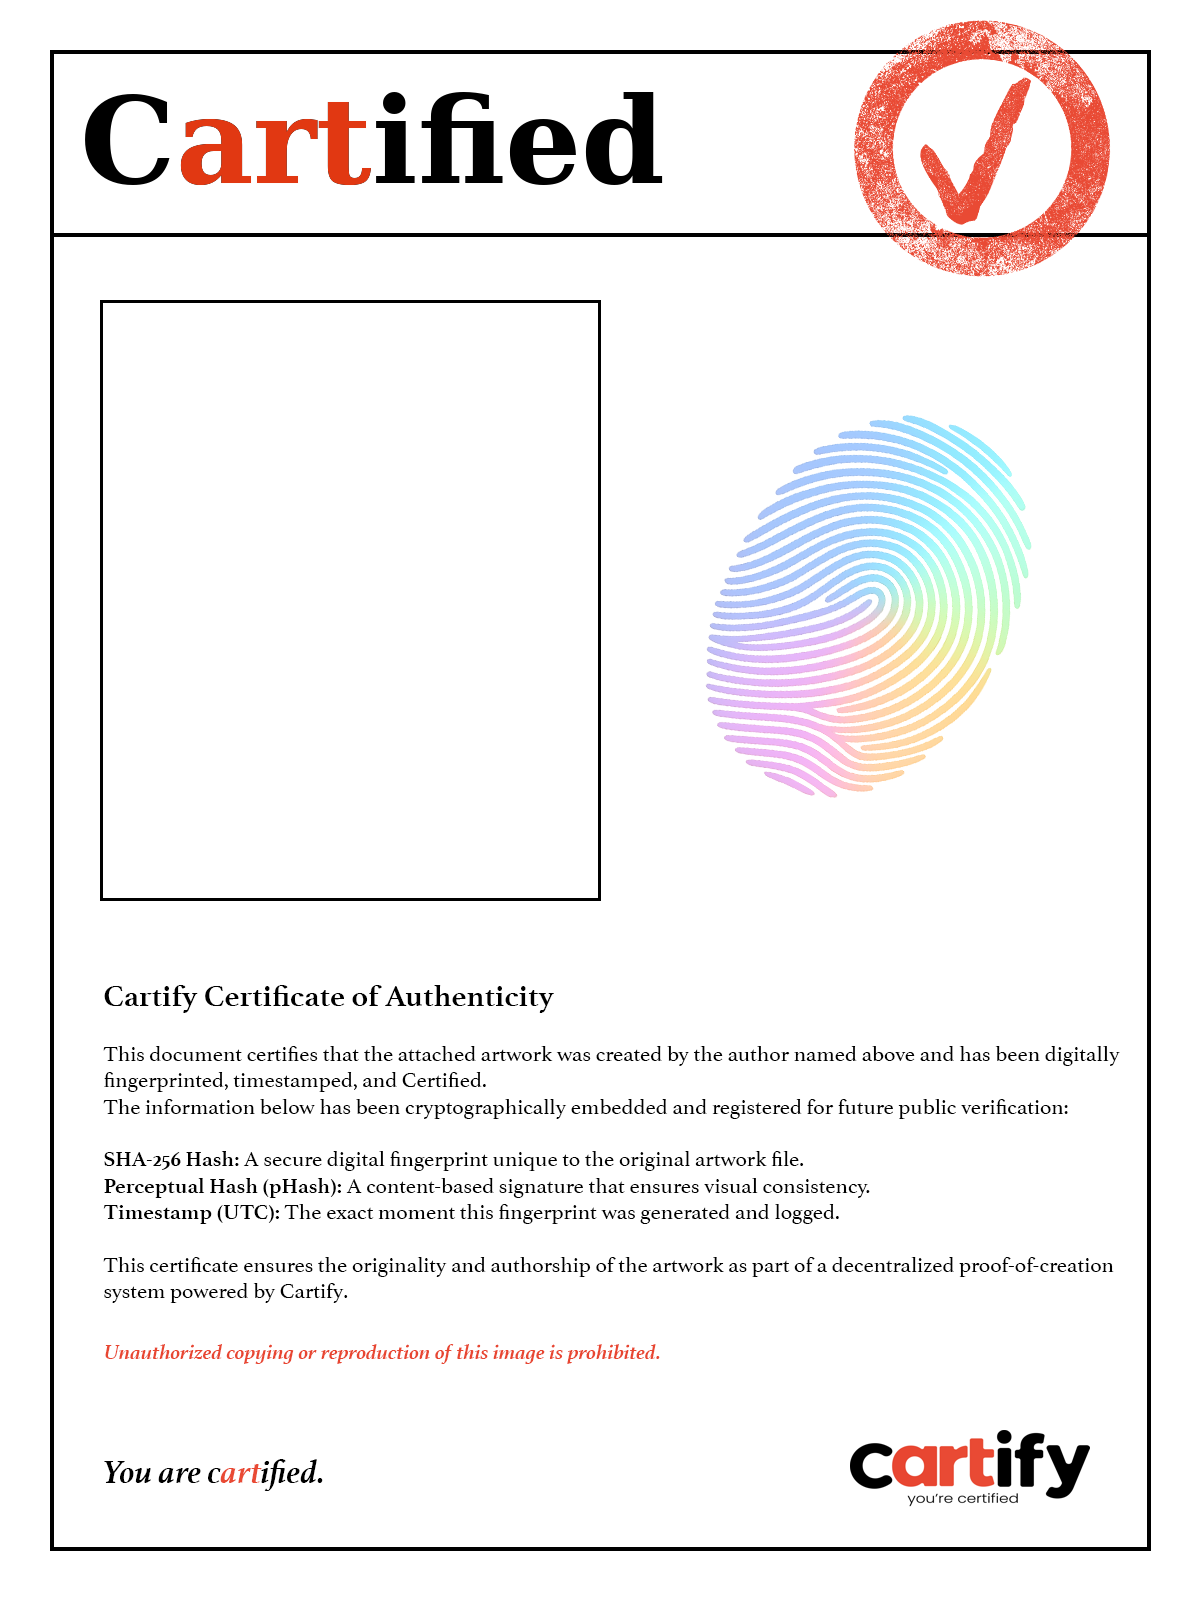 Cartified
Cartify Certificate of Authenticity
This document certifies that the attached artwork was created by the author named above and has been digitally
fingerprinted, timestamped, and Certified.
The information below has been cryptographically embedded and registered for future public verification:
SHA-256 Hash: A secure digital fingerprint unique to the original artwork file.
Perceptual Hash (pHash): A content-based signature that ensures visual consistency.
Timestamp (UTC): The exact moment this fingerprint was generated and logged.
This certificate ensures the originality and authorship of the artwork as part of a decentralized proof-of-creation
system powered by Cartify.
Unauthorized copying or reproduction of this image is prohibited.
You are cartified.
cartify
you're certified